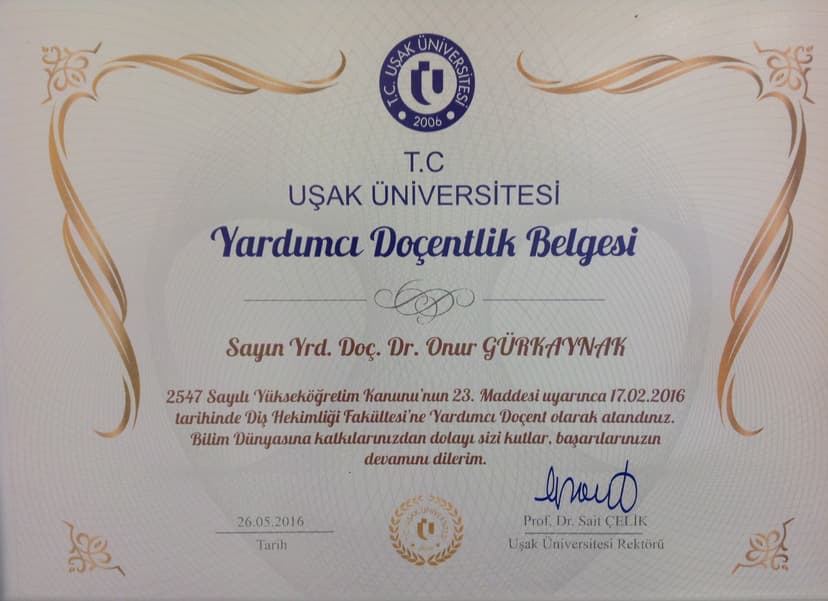 T.C. UŞAK ÜNİVERSİTESİ
2006
T.C
UŞAK ÜNİVERSİTESİ
Yardımcı Doçentlik Belgesi
Sayın Yrd. Doç. Dr. Onur GÜRKAYNAK
2547 Sayılı Yükseköğretim Kanunu'nun 23. Maddesi uyarınca 17.02.2016
tarihinde Diş Hekimliği Fakültesi'ne Yardımcı Doçent olarak atandınız.
Bilim Dünyasına katkılarınızdan dolayı sizi kutlar, başarılarınızın
devamını dilerim.
26.05.2016
Tarih
Prof. Dr. Sait ÇELİK
Uşak Üniversitesi Rektörü